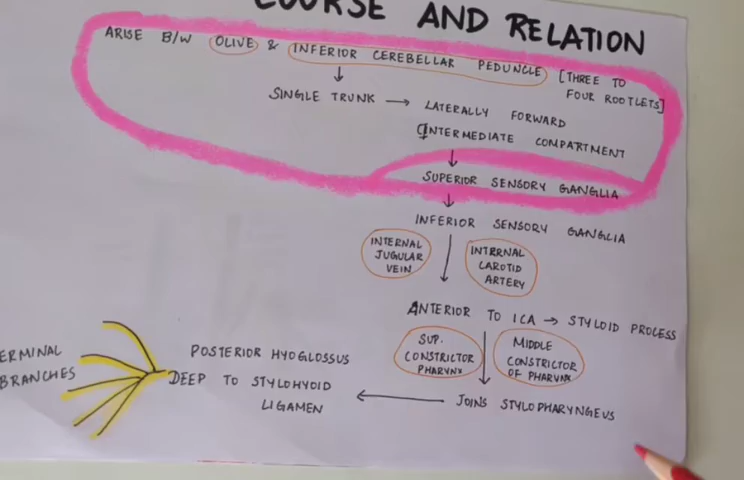 COURSE AND RELATION
ARISE B/W OLIVE & INFERIOR CEREBELLAR PEDUNCLE [THREE TO
FOUR ROOTLETS]
SINGLE TRUNK → LATERALLY FORWARD
INTERMEDIATE COMPARTMENT
SUPERIOR SENSORY GANGLIA
INFERIOR SENSORY GANGLIA
INTERNAL
JUGULAR
VEIN
INTERNAL
CAROTID
ARTERY
ANTERIOR TO ICA → STYLOID PROCESS
SUP.
CONSTRICTOR
PHARYNX
MIDDLE
CONSTRICTOR
OF PHARYNX
JOINS STYLOPHARYNGEUS
POSTERIOR HYOGLOSSUS
DEEP TO STYLOHYOID
LIGAMEN
ERMINAL
BRANCHES